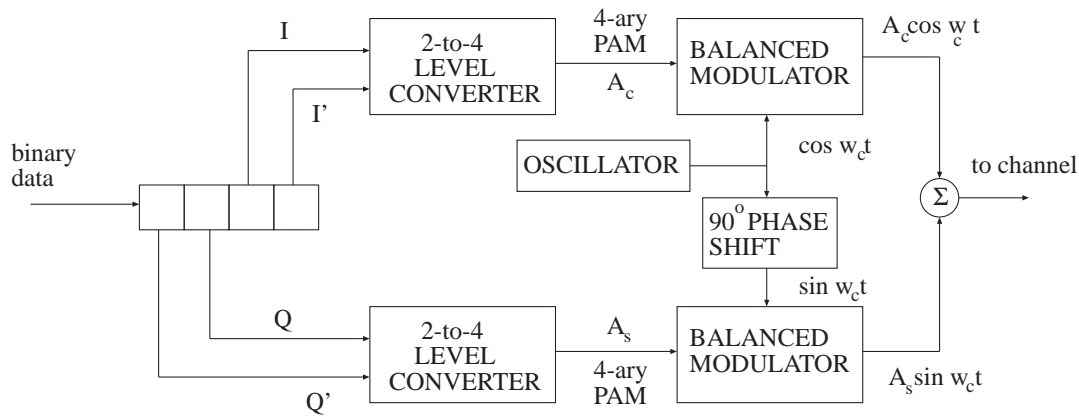 I
2-to-4
LEVEL
CONVERTER
4-ary
PAM
A_c
BALANCED
MODULATOR
A_c cos w_c t
I'
binary
data
OSCILLATOR
cos w_c t
to channel
Σ
90° PHASE
SHIFT
sin w_c t
Q
2-to-4
LEVEL
CONVERTER
A_s
4-ary
PAM
BALANCED
MODULATOR
A_s sin w_c t
Q'